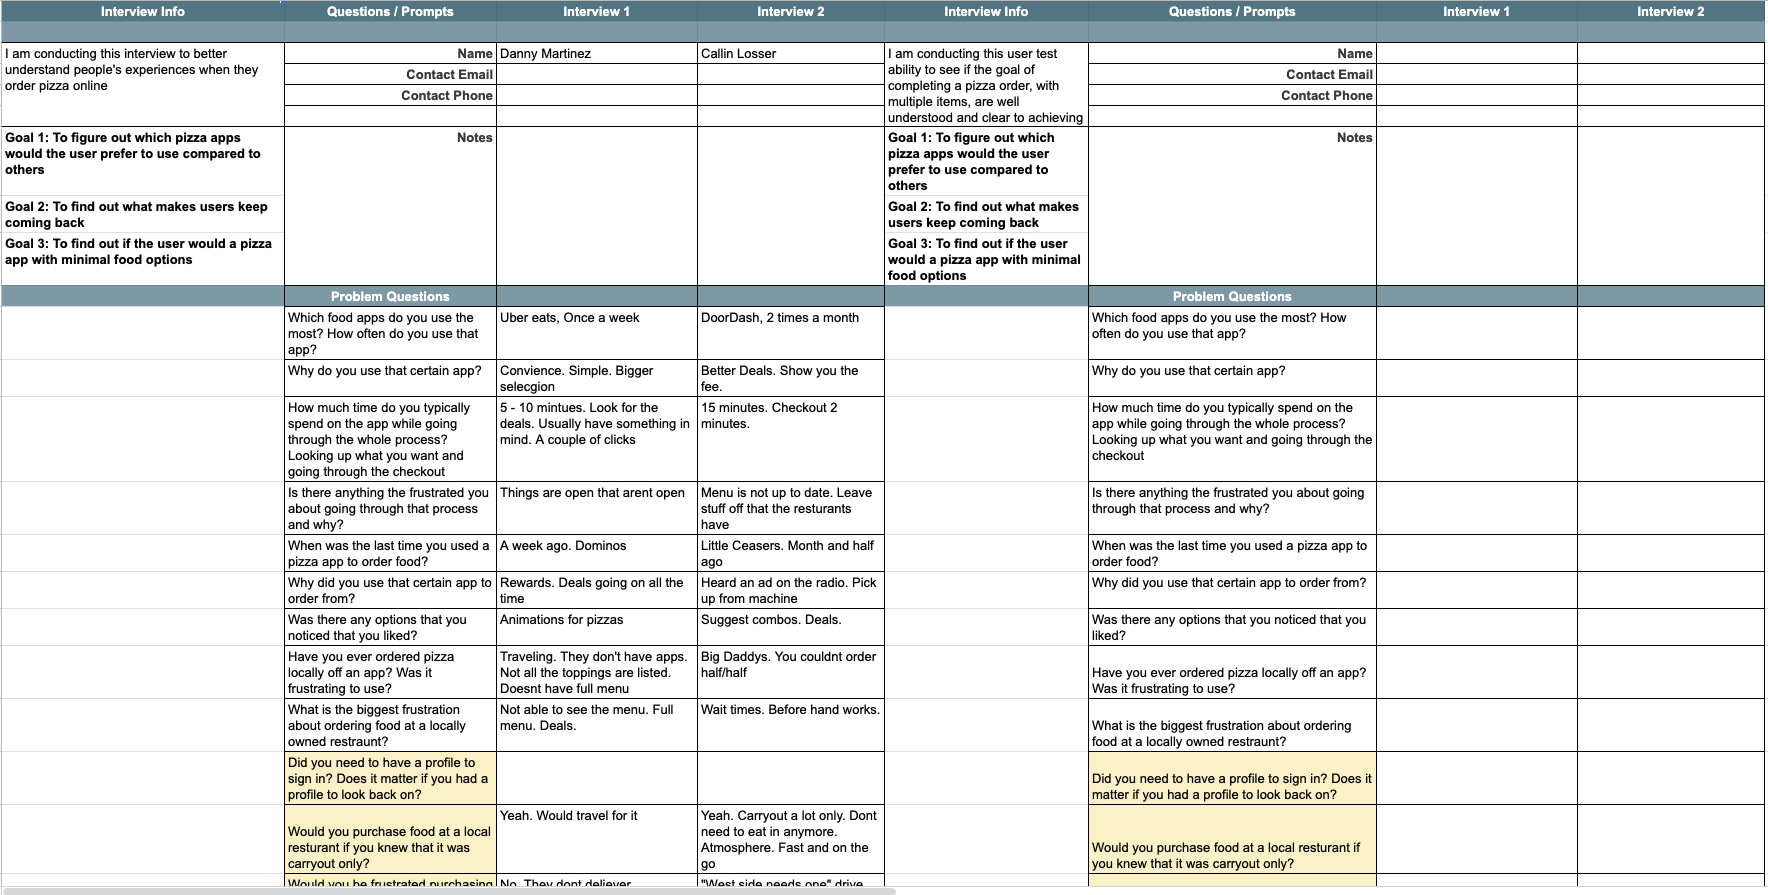 Interview Info Questions / Prompts Interview 1 Interview 2 Interview Info Questions / Prompts Interview 1 Interview 2
I am conducting this interview to better
understand people's experiences when they
order pizza online
Name Danny Martinez Callin Losser
Contact Email
Contact Phone
I am conducting this user test
ability to see if the goal of
completing a pizza order, with
multiple items, are well
understood and clear to achieving
Name
Contact Email
Contact Phone
Goal 1: To figure out which pizza apps
would the user prefer to use compared to
others
Notes
Goal 2: To find out what makes users keep
coming back
Goal 3: To find out if the user would a pizza
app with minimal food options
Goal 1: To figure out which
pizza apps would the user
prefer to use compared to
others
Notes
Goal 2: To find out what makes
users keep coming back
Goal 3: To find out if the user
would a pizza app with minimal
food options
Problem Questions Problem Questions
Which food apps do you use the
most? How often do you use that
app?
Uber eats, Once a week
DoorDash, 2 times a month
Which food apps do you use the most? How
often do you use that app?
Why do you use that certain app?
Convience. Simple. Bigger
selecgion
Better Deals. Show you the
fee.
Why do you use that certain app?
How much time do you typically
spend on the app while going
through the whole process?
Looking up what you want and
going through the checkout
5 - 10 mintues. Look for the
deals. Usually have something in
mind. A couple of clicks
15 minutes. Checkout 2
minutes.
How much time do you typically spend on the
app while going through the whole process?
Looking up what you want and going through the
checkout
Is there anything the frustrated you
about going through that process
and why?
Things are open that arent open
Menu is not up to date. Leave
stuff off that the resturants
have
Is there anything the frustrated you about going
through that process and why?
When was the last time you used a
pizza app to order food?
A week ago. Dominos
Little Ceasers. Month and half
ago
When was the last time you used a pizza app to
order food?
Why did you use that certain app to
order from?
Rewards. Deals going on all the
time
Heard an ad on the radio. Pick
up from machine
Why did you use that certain app to order from?
Was there any options that you
noticed that you liked?
Animations for pizzas
Suggest combos. Deals.
Was there any options that you noticed that you
liked?
Have you ever ordered pizza
locally off an app? Was it
frustrating to use?
Traveling. They don't have apps.
Not all the toppings are listed.
Doesnt have full menu
Big Daddys. You couldnt order
half/half
Have you ever ordered pizza locally off an app?
Was it frustrating to use?
What is the biggest frustration
about ordering food at a locally
owned restraunt?
Not able to see the menu. Full
menu. Deals.
Wait times. Before hand works.
What is the biggest frustration about ordering
food at a locally owned restraunt?
Did you need to have a profile to
sign in? Does it matter if you had a
profile to look back on?
Did you need to have a profile to sign in? Does it
matter if you had a profile to look back on?
Would you purchase food at a local
resturant if you knew that it was
carryout only?
Yeah. Would travel for it
Yeah. Carryout a lot only. Dont
need to eat in anymore.
Atmosphere. Fast and on the
go
Would you purchase food at a local resturant if
you knew that it was carryout only?
Would you be frustrated purchasing
No. They dont deliever
"West side needs one" drive